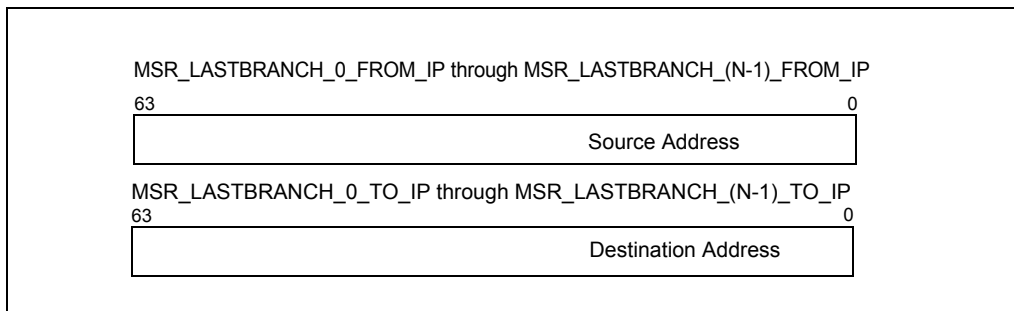 MSR_LASTBRANCH_0_FROM_IP through MSR_LASTBRANCH_(N-1)_FROM_IP
63 0
Source Address
MSR_LASTBRANCH_0_TO_IP through MSR_LASTBRANCH_(N-1)_TO_IP
63 0
Destination Address